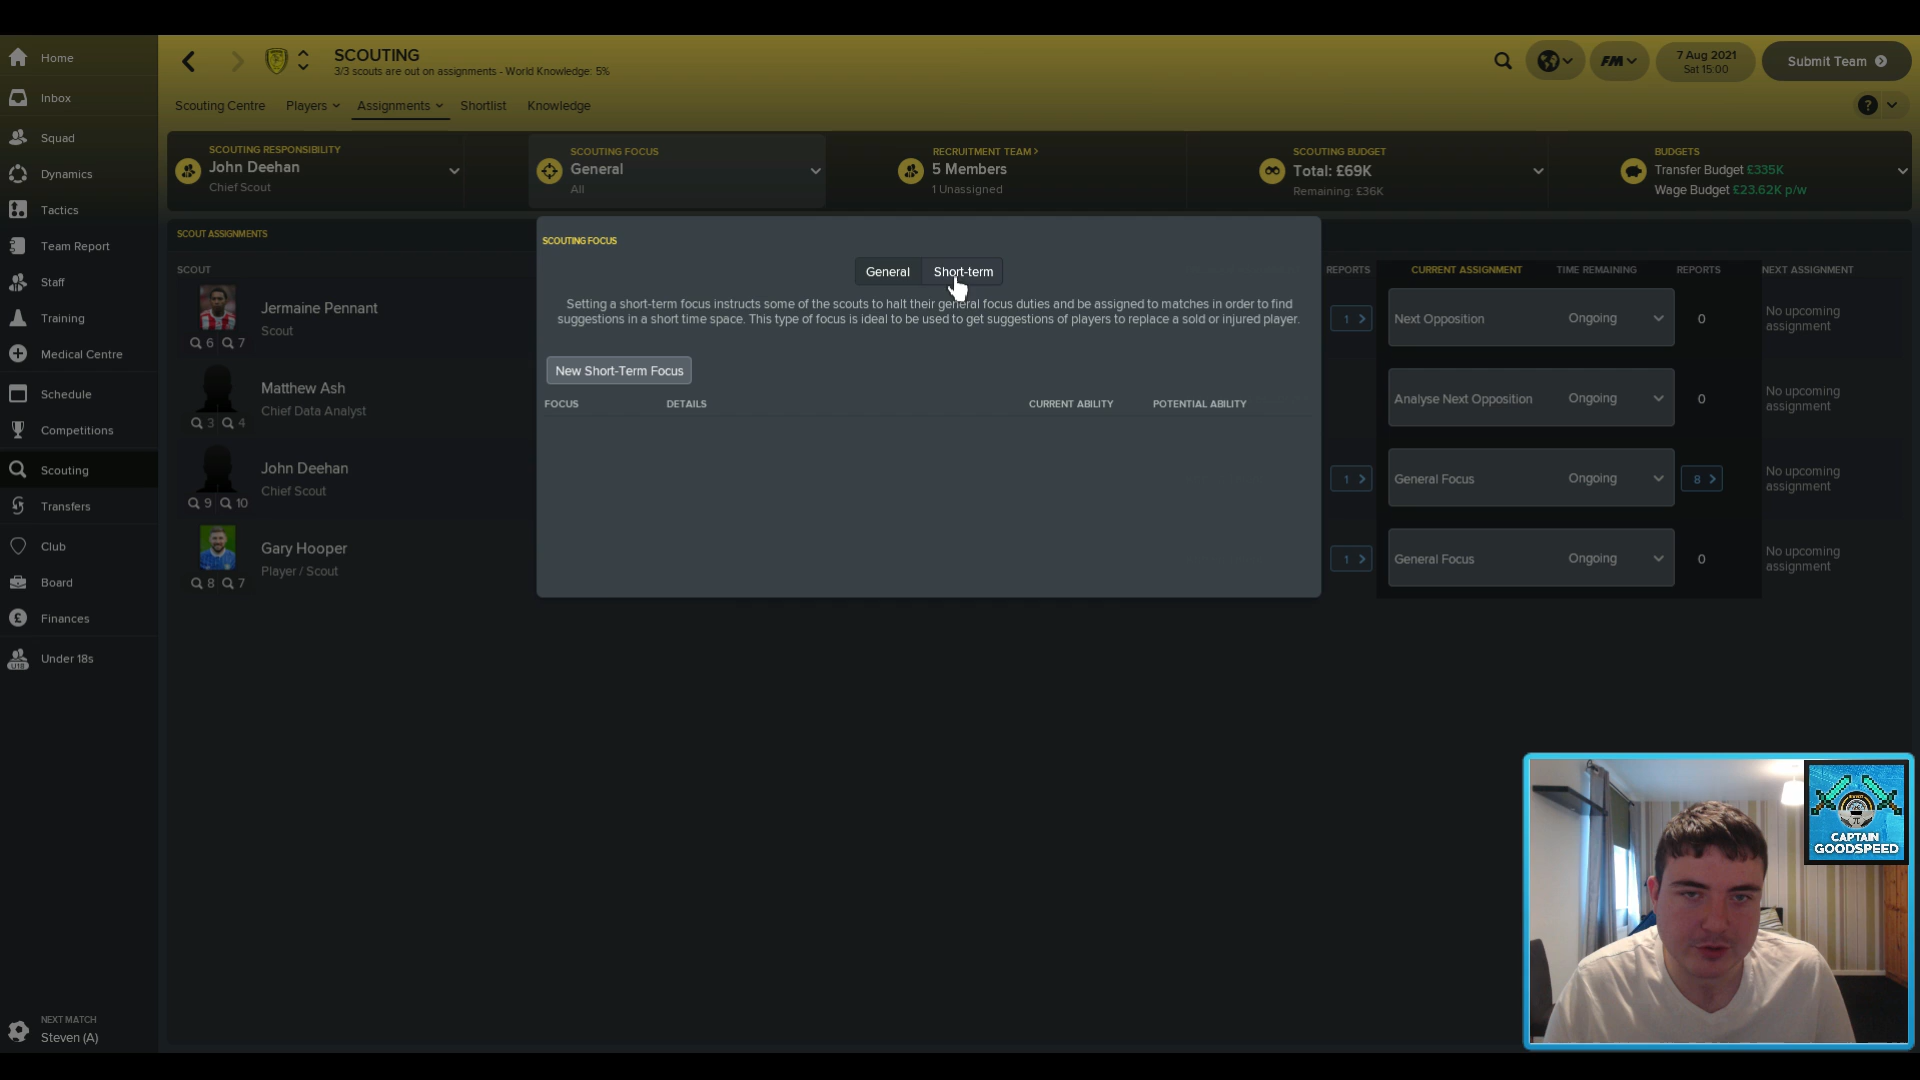 Home
Inbox
Squad
Dynamics
Tactics
Team Report
Staff
Training
Medical Centre
Schedule
Competitions
Scouting
Transfers
Club
Board
Finances
U18
Under 18s
NEXT MATCH
Steven (A)
SCOUTING
3/3 scouts are out on assignments - World Knowledge: 5%
FM
7 Aug 2021
Sat 15:00
Submit Team
Scouting Centre
Players
Assignments
Shortlist
Knowledge
?
SCOUTING RESPONSIBILITY
John Deehan
Chief Scout
SCOUTING FOCUS
General
All
RECRUITMENT TEAM >
5 Members
1 Unassigned
SCOUTING BUDGET
Total: £69K
Remaining: £36K
BUDGETS
Transfer Budget £335K
Wage Budget £23.62K p/w
SCOUT ASSIGNMENTS
SCOUT
REPORTS
CURRENT ASSIGNMENT
TIME REMAINING
REPORTS
NEXT ASSIGNMENT
Jermaine Pennant
Scout
6 7
1 >
Next Opposition
Ongoing
0
No upcoming
assignment
Matthew Ash
Chief Data Analyst
3 4
Analyse Next Opposition
Ongoing
0
No upcoming
assignment
John Deehan
Chief Scout
9 10
1 >
General Focus
Ongoing
8 >
No upcoming
assignment
Gary Hooper
Player / Scout
8 7
1 >
General Focus
Ongoing
0
No upcoming
assignment
SCOUTING FOCUS
General
Short-term
Setting a short-term focus instructs some of the scouts to halt their general focus duties and be assigned to matches in order to find
suggestions in a short time space. This type of focus is ideal to be used to get suggestions of players to replace a sold or injured player.
New Short-Term Focus
FOCUS
DETAILS
CURRENT ABILITY
POTENTIAL ABILITY
CAPTAIN
GOODSPEED